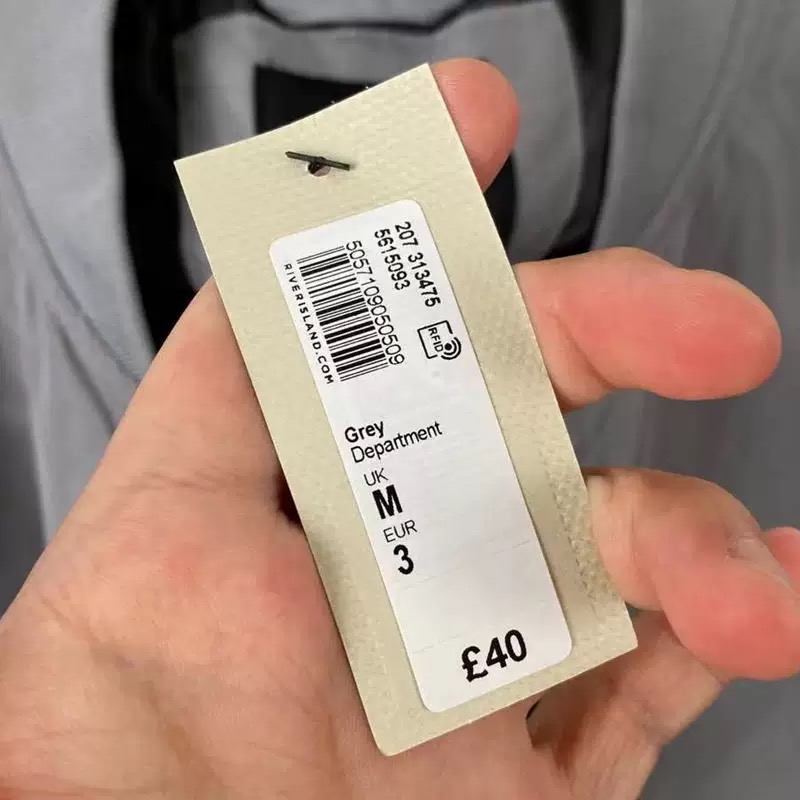 207 313475
5615093
RFID
5057109050509
RIVERISLAND.COM
Grey
Department
UK
M
EUR
3
£40